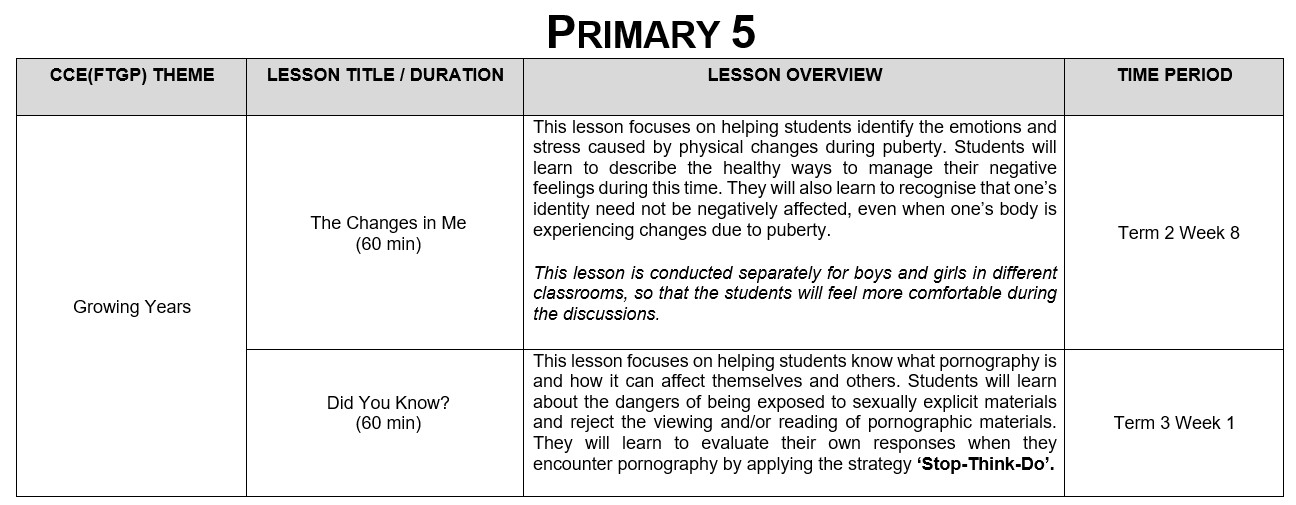 PRIMARY 5
CCE(FTGP) THEME
LESSON TITLE / DURATION
LESSON OVERVIEW
TIME PERIOD
Growing Years
The Changes in Me
(60 min)
This lesson focuses on helping students identify the emotions and
stress caused by physical changes during puberty. Students will
learn to describe the healthy ways to manage their negative
feelings during this time. They will also learn to recognise that one’s
identity need not be negatively affected, even when one’s body is
experiencing changes due to puberty.
This lesson is conducted separately for boys and girls in different
classrooms, so that the students will feel more comfortable during
the discussions.
Term 2 Week 8
Did You Know?
(60 min)
This lesson focuses on helping students know what pornography is
and how it can affect themselves and others. Students will learn
about the dangers of being exposed to sexually explicit materials
and reject the viewing and/or reading of pornographic materials.
They will learn to evaluate their own responses when they
encounter pornography by applying the strategy ‘Stop-Think-Do’.
Term 3 Week 1